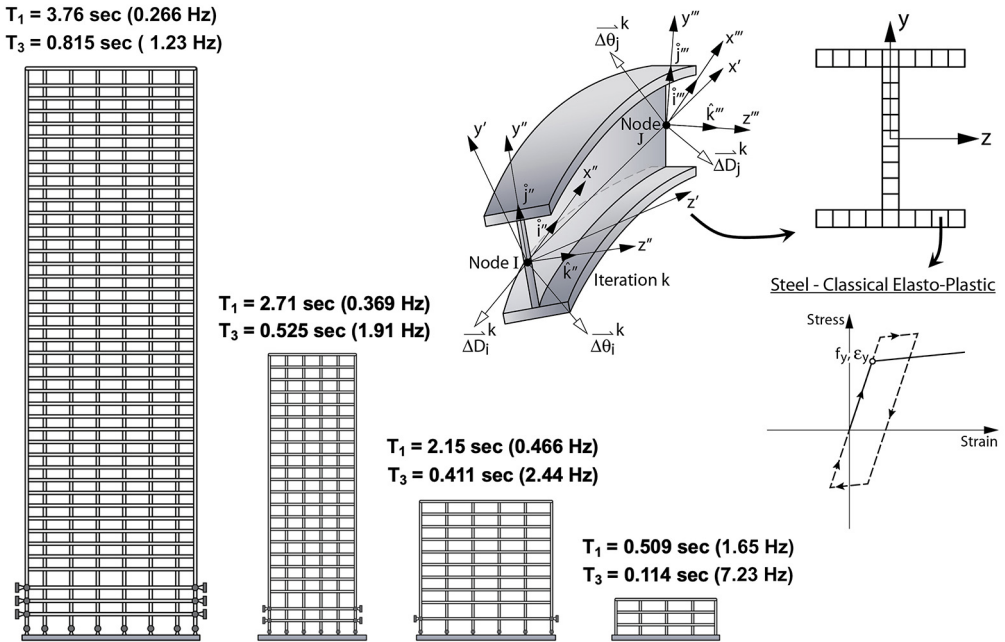 T₁ = 3.76 sec (0.266 Hz)
T₃ = 0.815 sec ( 1.23 Hz)
T₁ = 2.71 sec (0.369 Hz)
T₃ = 0.525 sec (1.91 Hz)
T₁ = 2.15 sec (0.466 Hz)
T₃ = 0.411 sec (2.44 Hz)
T₁ = 0.509 sec (1.65 Hz)
T₃ = 0.114 sec (7.23 Hz)
Δθj k
y‴
x‴
j‴
x′
i‴
k̂‴
z‴
Node
J
ΔDj k
y′
y″
x″
j″
i″
z′
z″
k̂″
Node I
Iteration k
ΔDi k
Δθi k
y
z
Steel - Classical Elasto-Plastic
Stress
fy, εy
Strain